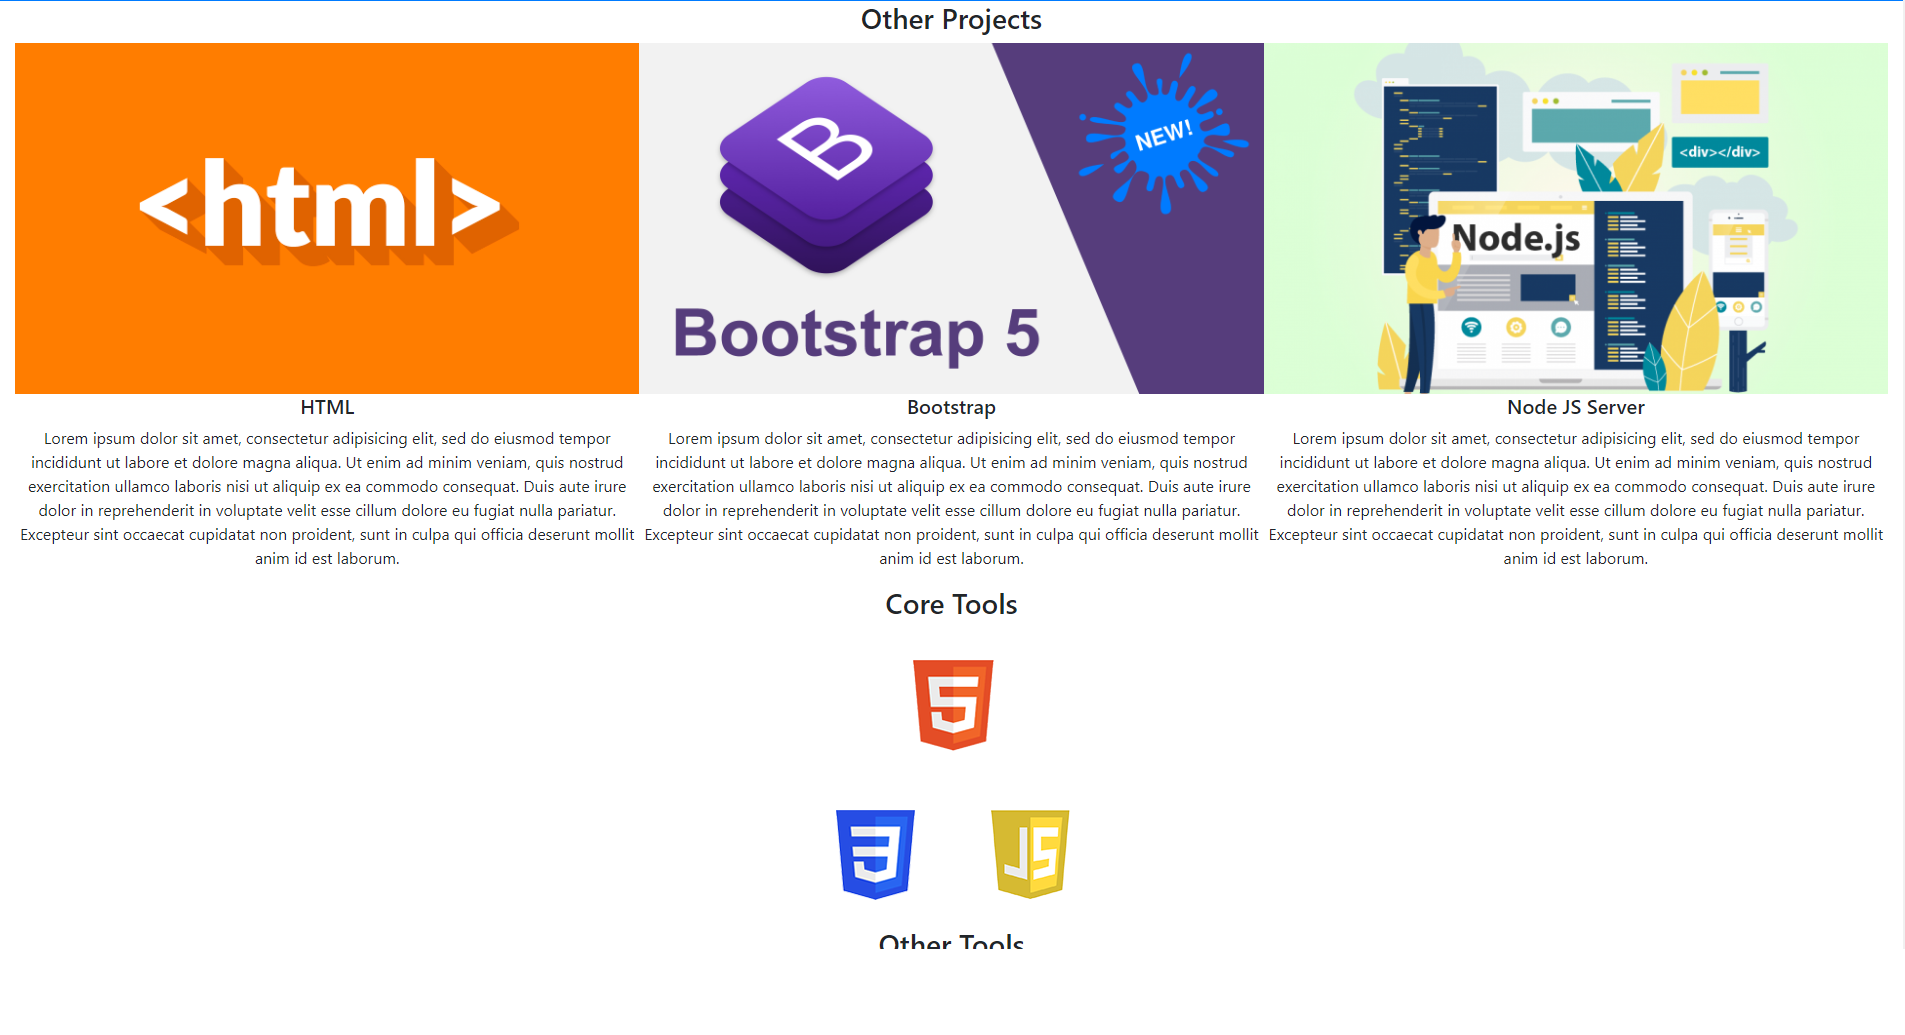 Other Projects
<html>
B
Bootstrap 5
NEW!
<div></div>
Node.js
HTML
Lorem ipsum dolor sit amet, consectetur adipisicing elit, sed do eiusmod tempor
incididunt ut labore et dolore magna aliqua. Ut enim ad minim veniam, quis nostrud
exercitation ullamco laboris nisi ut aliquip ex ea commodo consequat. Duis aute irure
dolor in reprehenderit in voluptate velit esse cillum dolore eu fugiat nulla pariatur.
Excepteur sint occaecat cupidatat non proident, sunt in culpa qui officia deserunt mollit
anim id est laborum.
Bootstrap
Lorem ipsum dolor sit amet, consectetur adipisicing elit, sed do eiusmod tempor
incididunt ut labore et dolore magna aliqua. Ut enim ad minim veniam, quis nostrud
exercitation ullamco laboris nisi ut aliquip ex ea commodo consequat. Duis aute irure
dolor in reprehenderit in voluptate velit esse cillum dolore eu fugiat nulla pariatur.
Excepteur sint occaecat cupidatat non proident, sunt in culpa qui officia deserunt mollit
anim id est laborum.
Node JS Server
Lorem ipsum dolor sit amet, consectetur adipisicing elit, sed do eiusmod tempor
incididunt ut labore et dolore magna aliqua. Ut enim ad minim veniam, quis nostrud
exercitation ullamco laboris nisi ut aliquip ex ea commodo consequat. Duis aute irure
dolor in reprehenderit in voluptate velit esse cillum dolore eu fugiat nulla pariatur.
Excepteur sint occaecat cupidatat non proident, sunt in culpa qui officia deserunt mollit
anim id est laborum.
Core Tools
5
3
JS
Other Tools